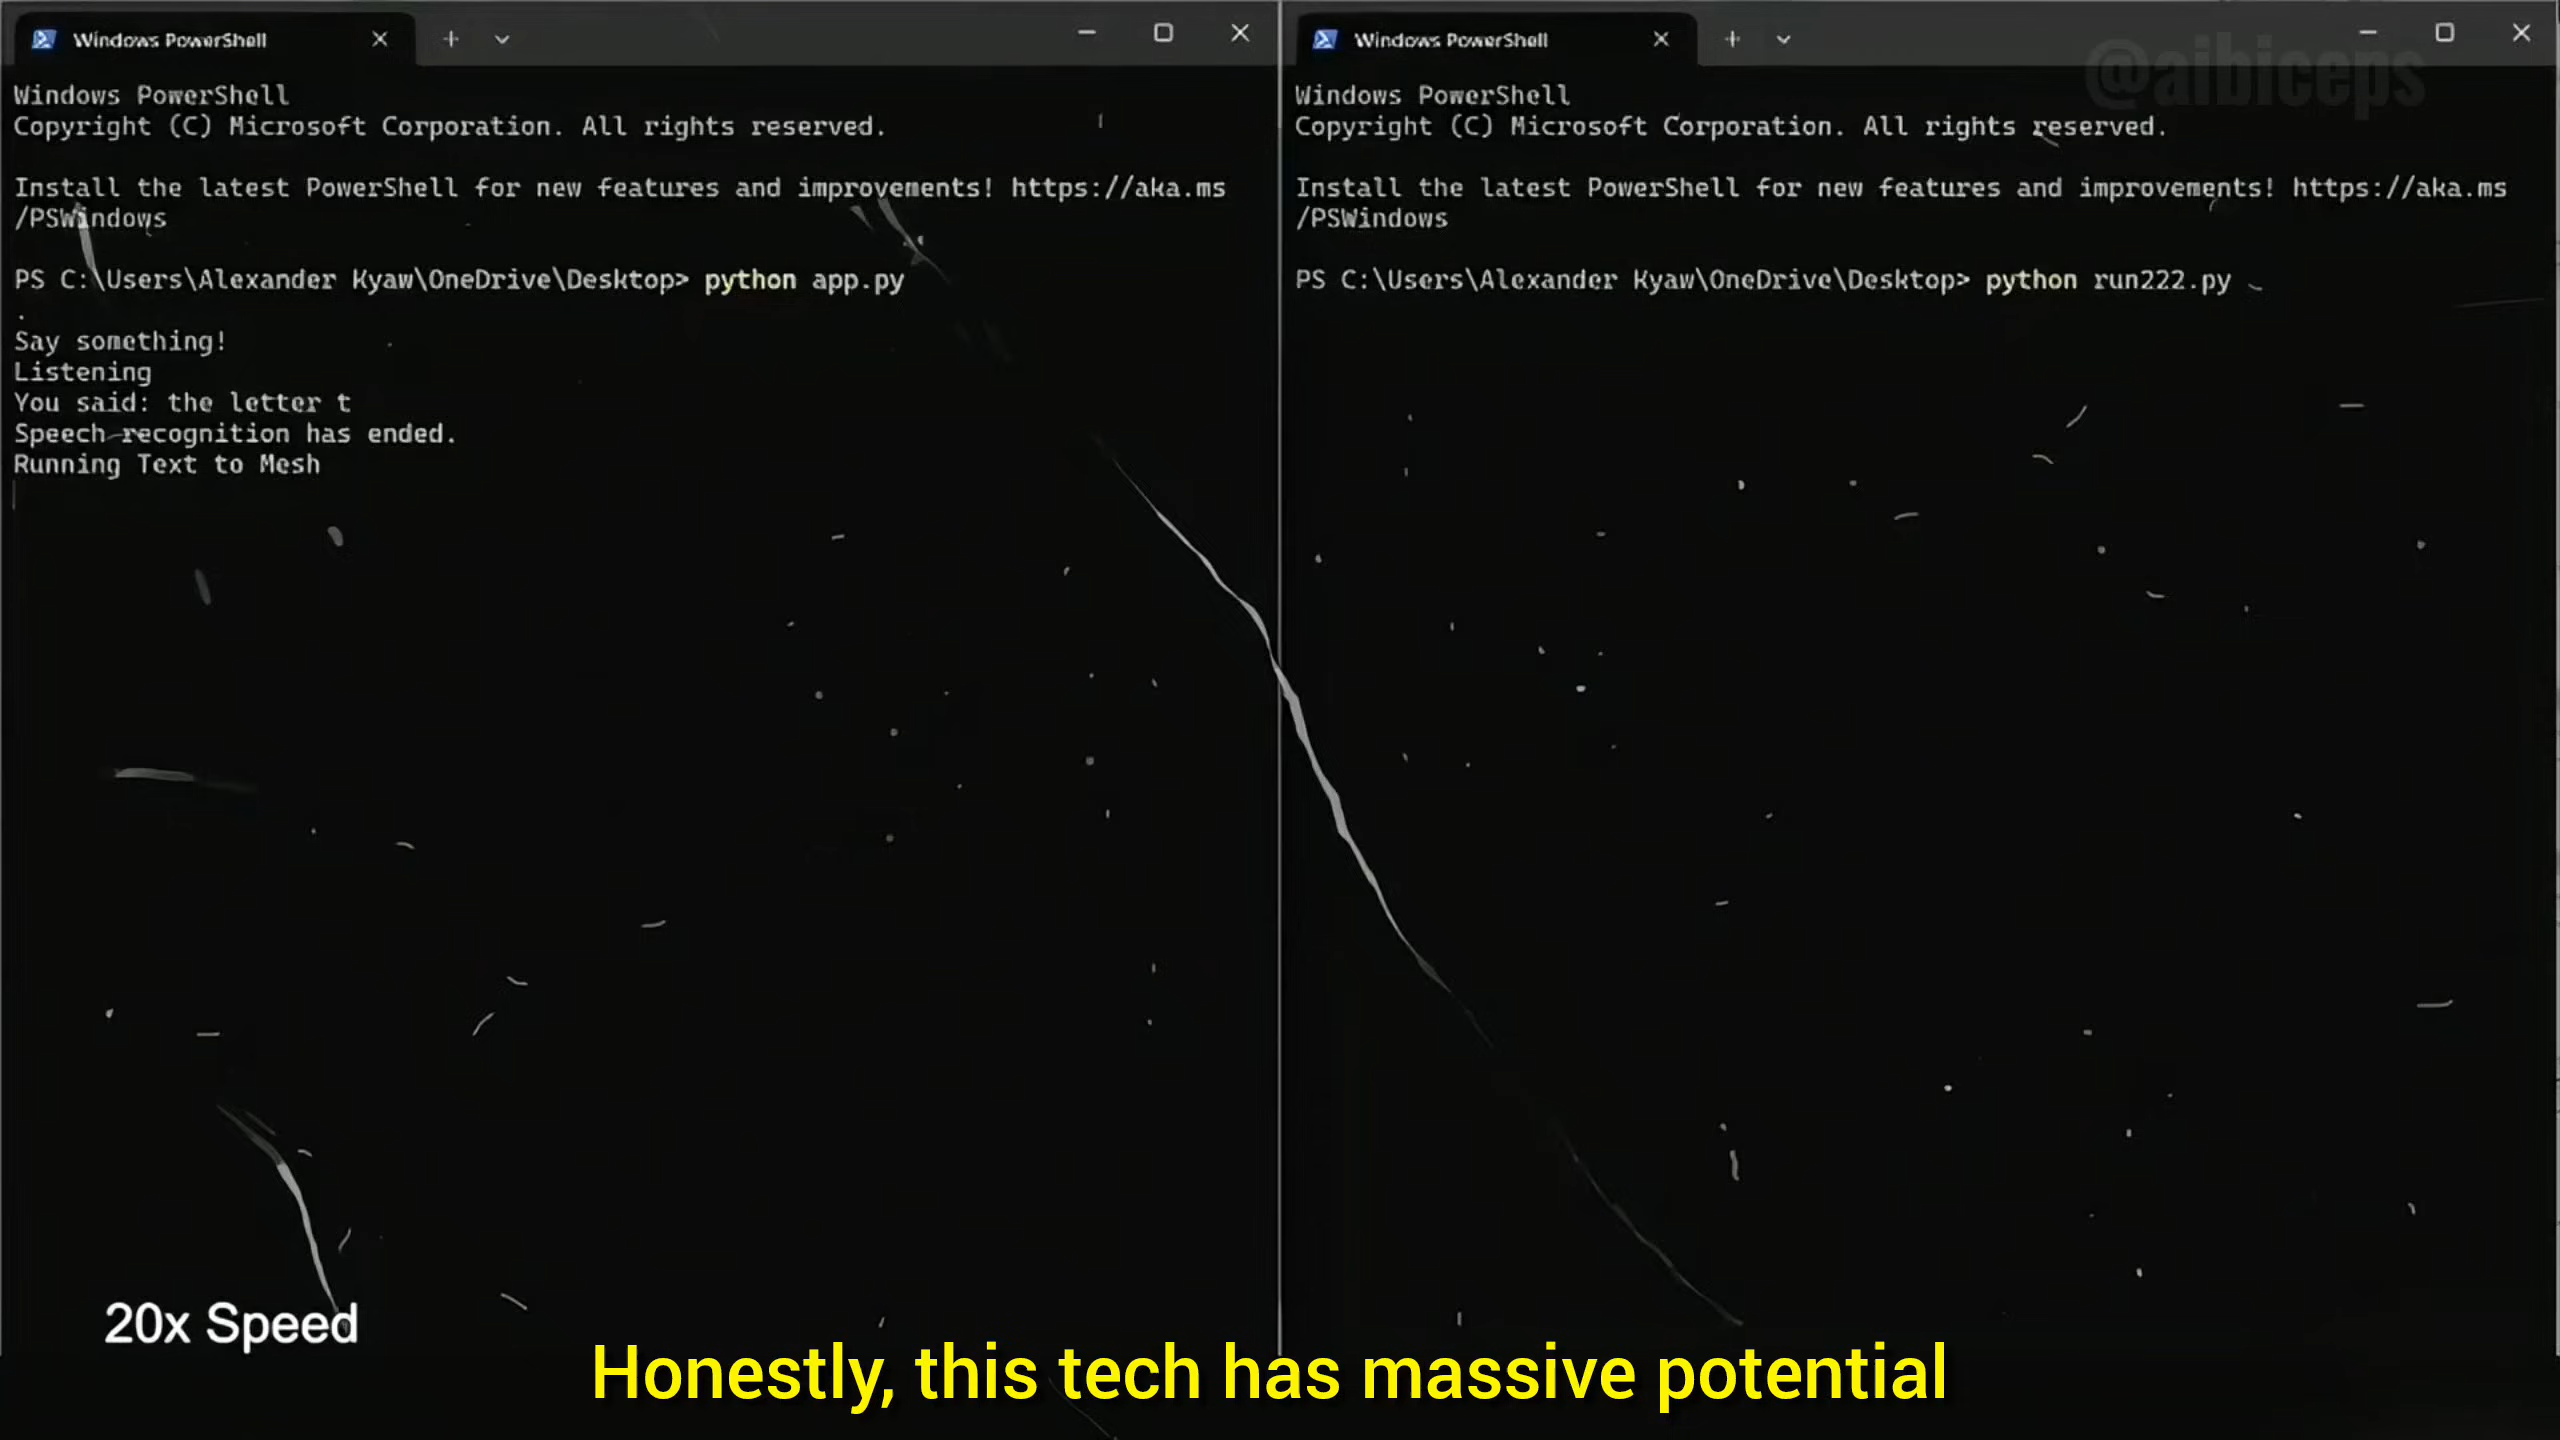 Windows PowerShell
Windows PowerShell
Copyright (C) Microsoft Corporation. All rights reserved.
Install the latest PowerShell for new features and improvements! https://aka.ms
/PSWindows
PS C:\Users\Alexander Kyaw\OneDrive\Desktop> python app.py
.
Say something!
Listening
You said: the letter t
Speech recognition has ended.
Running Text to Mesh
20x Speed
Windows PowerShell
@aibiceps
Windows PowerShell
Copyright (C) Microsoft Corporation. All rights reserved.
Install the latest PowerShell for new features and improvements! https://aka.ms
/PSWindows
PS C:\Users\Alexander Kyaw\OneDrive\Desktop> python run222.py
Honestly, this tech has massive potential